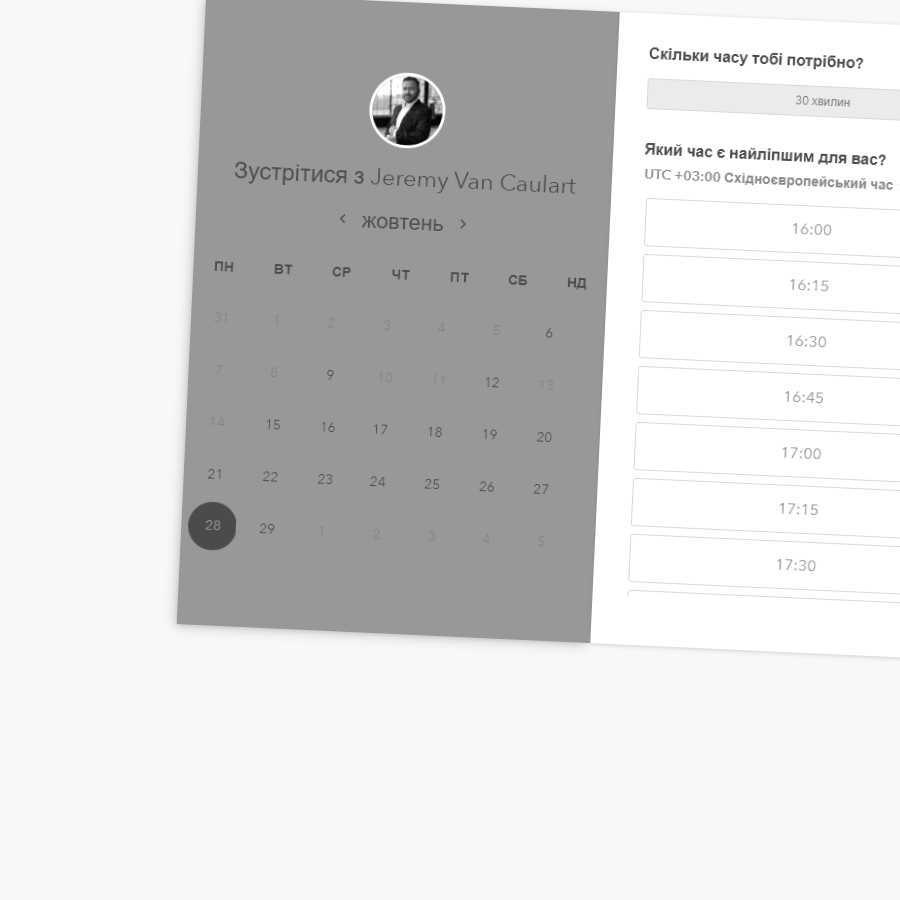 Зустрітися з Jeremy Van Caulart
‹ жовтень ›
ПН ВТ СР ЧТ ПТ СБ НД
31 1 2 3 4 5 6
7 8 9 10 11 12 13
14 15 16 17 18 19 20
21 22 23 24 25 26 27
28 29 1 2 3 4 5
Скільки часу тобі потрібно?
30 хвилин
Який час є найліпшим для вас?
UTC +03:00 Східноєвропейський час
16:00
16:15
16:30
16:45
17:00
17:15
17:30